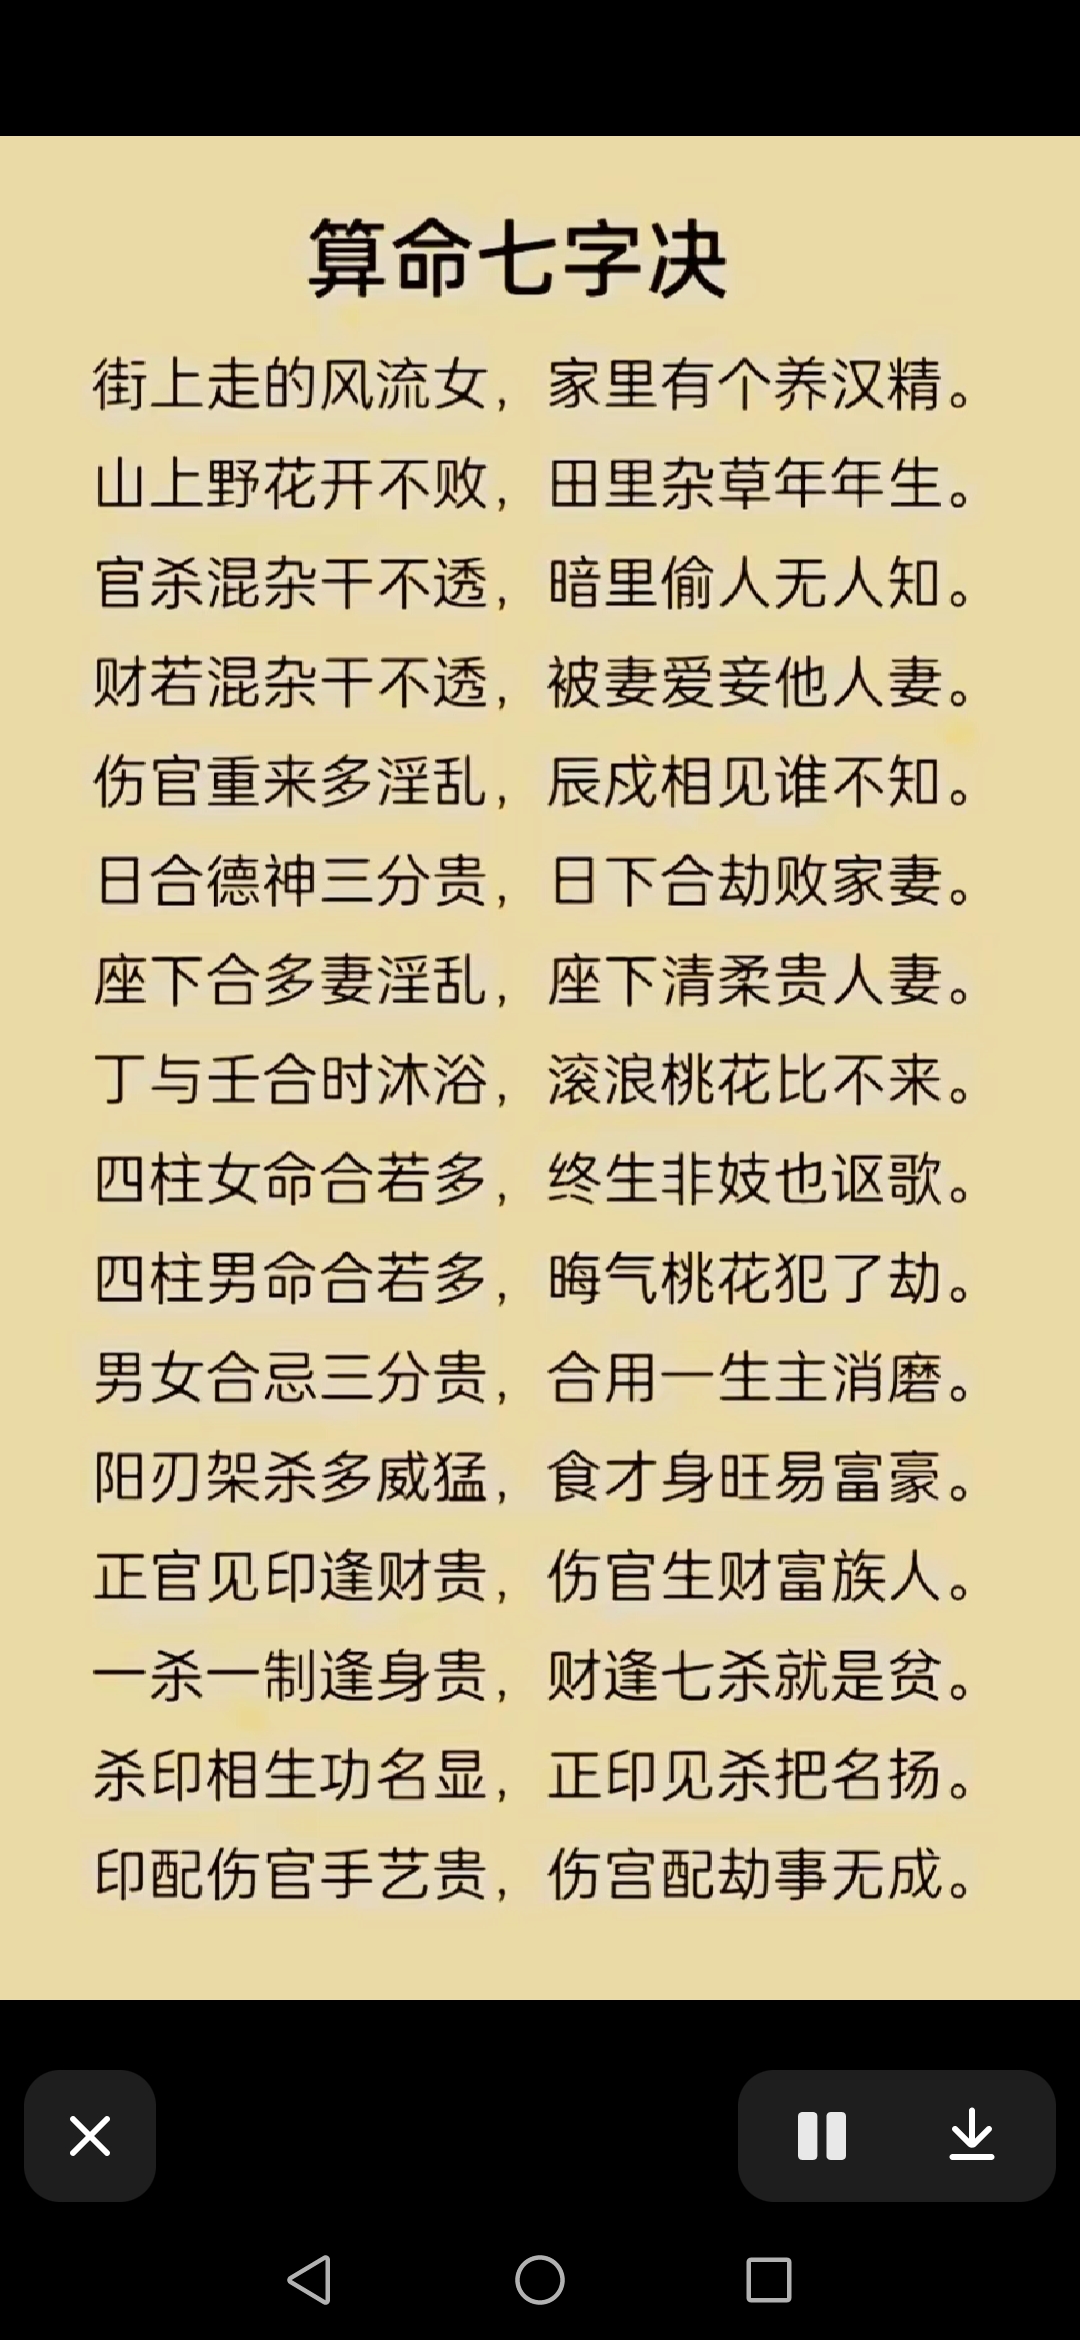 算命七字决
街上走的风流女，家里有个养汉精。
山上野花开不败，田里杂草年年生。
官杀混杂干不透，暗里偷人无人知。
财若混杂干不透，被妻爱妾他人妻。
伤官重来多淫乱，辰戍相见谁不知。
日合德神三分贵，日下合劫败家妻。
座下合多妻淫乱，座下清柔贵人妻。
丁与壬合时沐浴，滚浪桃花比不来。
四柱女命合若多，终生非妓也讴歌。
四柱男命合若多，晦气桃花犯了劫。
男女合忌三分贵，合用一生主消磨。
阳刃架杀多威猛，食才身旺易富豪。
正官见印逢财贵，伤官生财富族人。
一杀一制逢身贵，财逢七杀就是贫。
杀印相生功名显，正印见杀把名扬。
印配伤官手艺贵，伤宫配劫事无成。